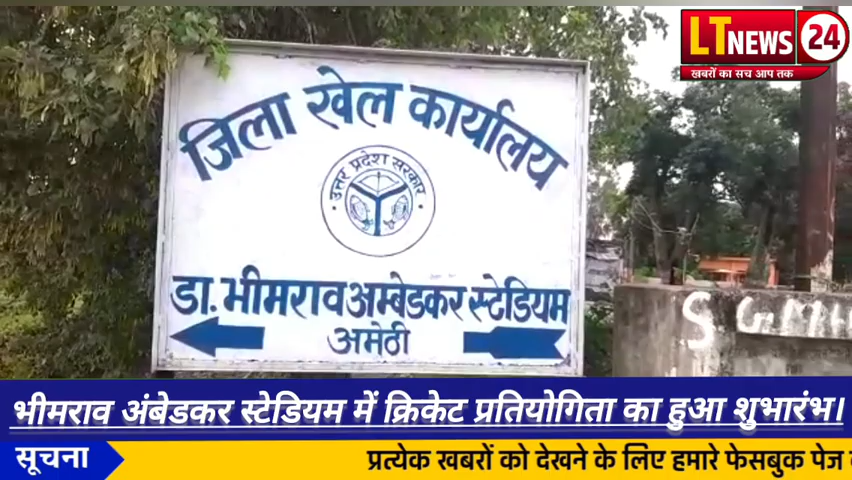 LT NEWS 24
खबरों का सच आप तक
जिला खेल कार्यालय
उत्तर प्रदेश सरकार
डा. भीमराव अम्बेडकर स्टेडियम
अमेठी
भीमराव अंबेडकर स्टेडियम में क्रिकेट प्रतियोगिता का हुआ शुभारंभ।
सूचना
प्रत्येक खबरों को देखने के लिए हमारे फेसबुक पेज